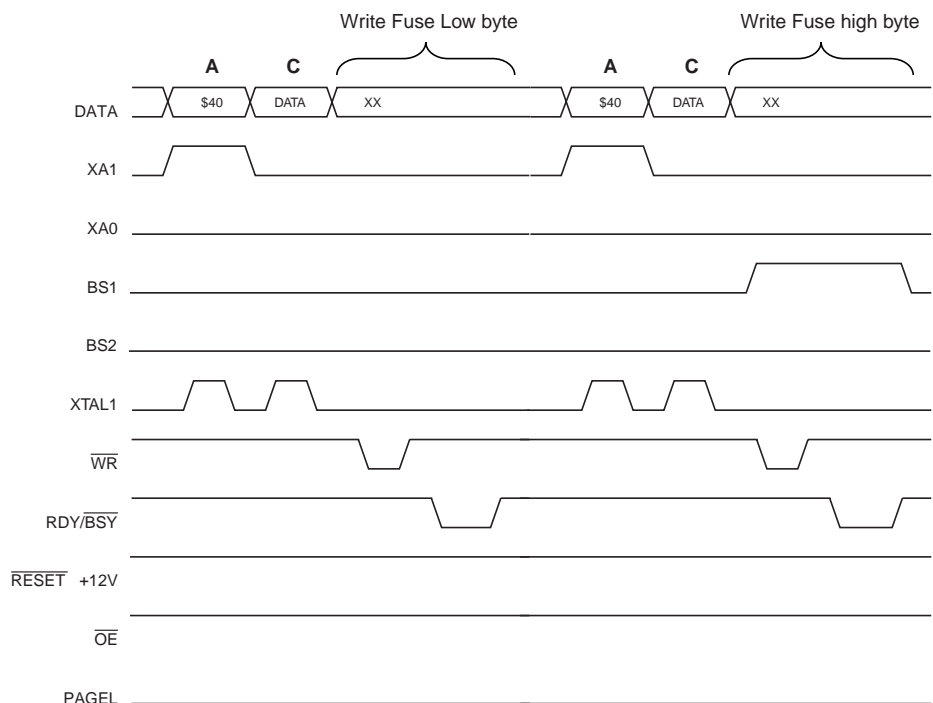 Write Fuse Low byte Write Fuse high byte
A C A C
DATA $40 DATA XX $40 DATA XX
XA1
XA0
BS1
BS2
XTAL1
WR
RDY/BSY
RESET +12V
OE
PAGEL